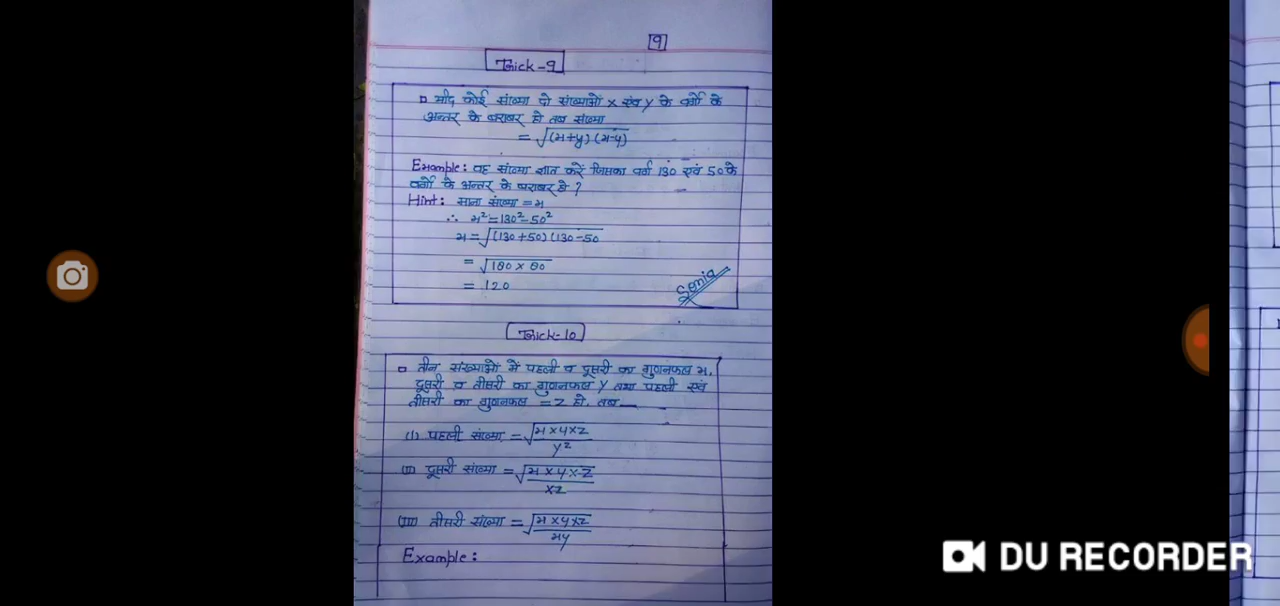 9
Trick-9
□ यदि कोई संख्या दो संख्याओं x एवं y के वर्गों के
अन्तर के बराबर हो तब संख्या
= √(x+y) (x-y)
Example: वह संख्या ज्ञात करें जिसका वर्ग 130 एवं 50 के
वर्गों के अन्तर के बराबर हो ?
Hint: माना संख्या = x
∴ x² = 130² - 50²
x = √(130+50) (130-50
= √180 x 80
= 120
Sonia
Trick-10
□ तीन संख्याओं में पहली व दूसरी का गुणनफल x,
दूसरी व तीसरी का गुणनफल y तथा पहली एवं
तीसरी का गुणनफल = z हो, तब
(i) पहली संख्या = √x x y x z / y²
(ii) दूसरी संख्या = √x x y x z / xz
(iii) तीसरी संख्या = √x x y x z / xy
Example:
DU RECORDER